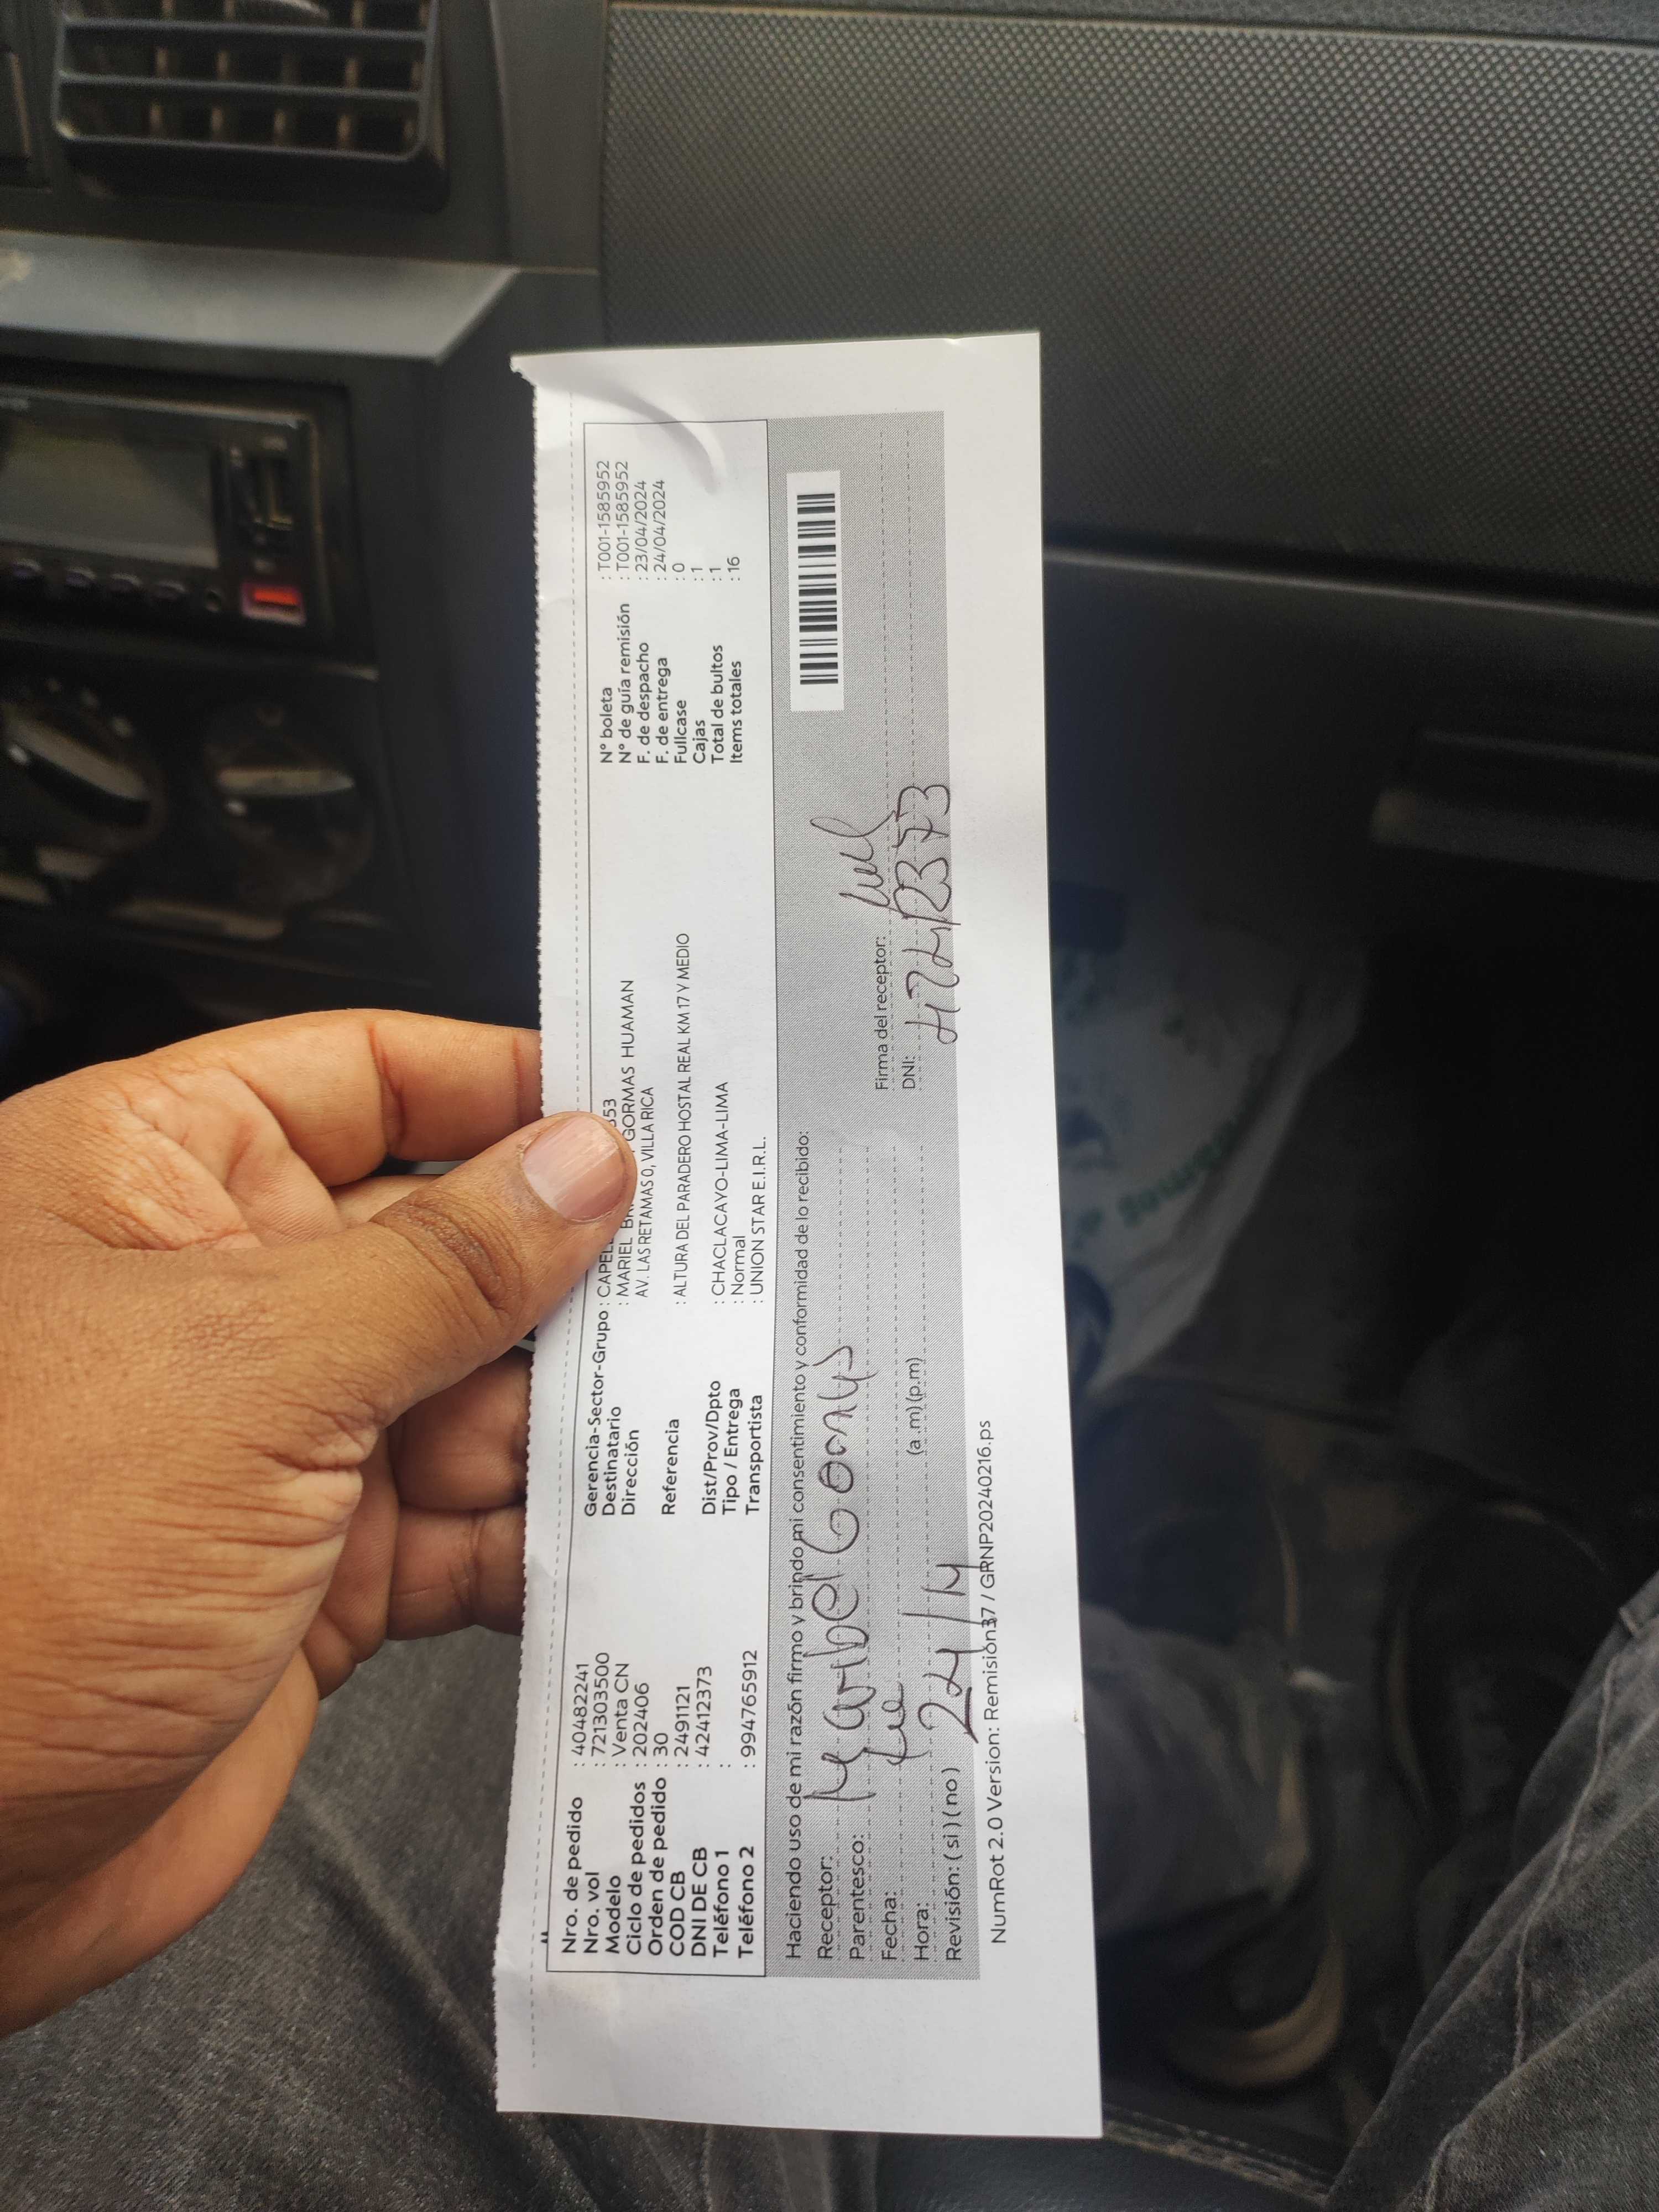 Nro. de pedido : 40482241
Nro. vol : 721303500
Modelo : Venta CN
Ciclo de pedidos : 202406
Orden de pedido : 30
COD CB : 2491121
DNI DE CB : 42412373
Teléfono 1 :
Teléfono 2 : 994765912
Gerencia-Sector-Grupo : CAPEL 553
Destinatario : MARIEL GORMAS HUAMAN
Dirección AV. LAS RETAMAS 0, VILLA RICA
Referencia : ALTURA DEL PARADERO HOSTAL REAL KM 17 Y MEDIO
Dist/Prov/Dpto : CHACLACAYO-LIMA-LIMA
Tipo / Entrega : Normal
Transportista : UNION STAR E.I.R.L.
N° boleta : T001-1585952
N° de guía remisión : T001-1585952
F. de despacho : 23/04/2024
F. de entrega : 24/04/2024
Fullcase : 0
Cajas : 1
Total de bultos : 1
Items totales : 16
Haciendo uso de mi razón firmo y brindo mi consentimiento y conformidad de lo recibido:
Receptor:
Parentesco:
Fecha:
Hora: 24/4 (a .m) (p.m)
Revisión: ( si ) ( no )
Firma del receptor:
DNI: 42412373
NumRot 2.0 Version: Remisión37 / GRNP20240216.ps